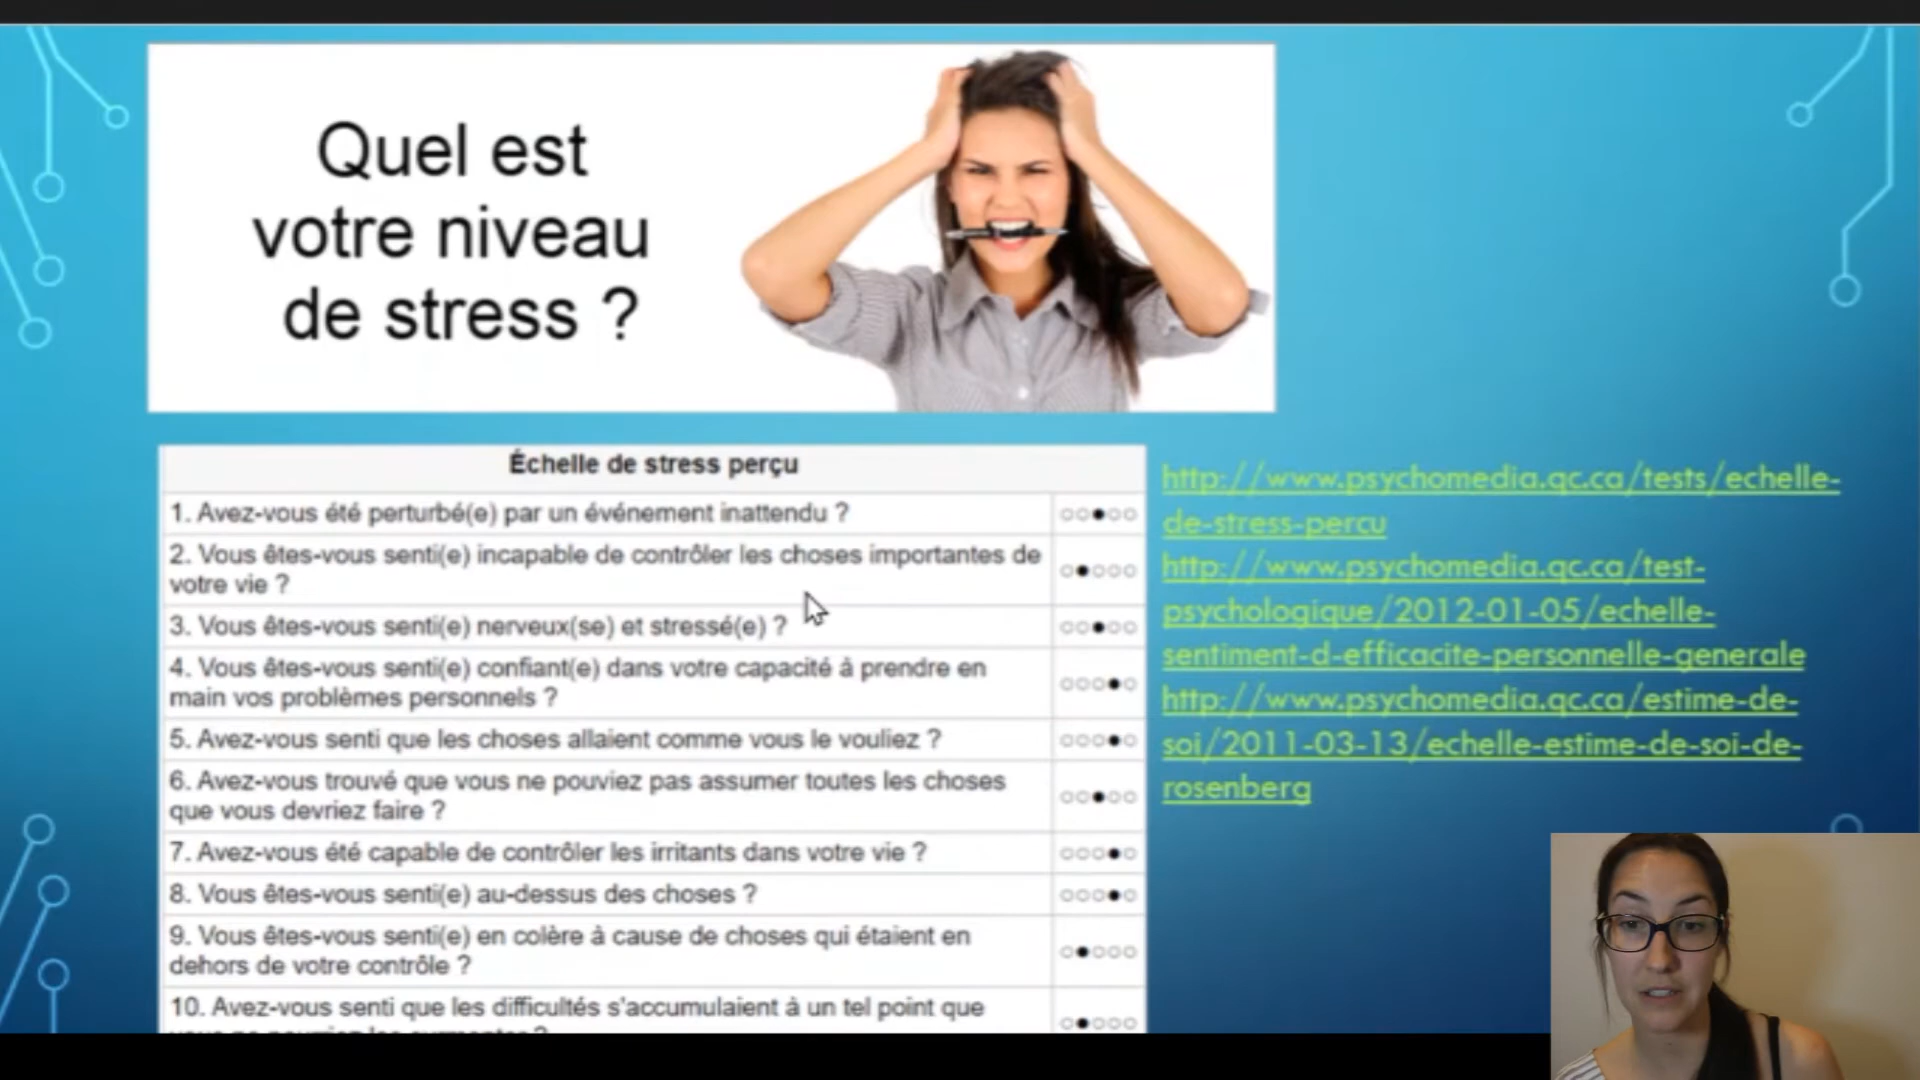 Quel est
votre niveau
de stress ?
Échelle de stress perçu
1. Avez-vous été perturbé(e) par un événement inattendu ?
2. Vous êtes-vous senti(e) incapable de contrôler les choses importantes de
votre vie ?
3. Vous êtes-vous senti(e) nerveux(se) et stressé(e) ?
4. Vous êtes-vous senti(e) confiant(e) dans votre capacité à prendre en
main vos problèmes personnels ?
5. Avez-vous senti que les choses allaient comme vous le vouliez ?
6. Avez-vous trouvé que vous ne pouviez pas assumer toutes les choses
que vous devriez faire ?
7. Avez-vous été capable de contrôler les irritants dans votre vie ?
8. Vous êtes-vous senti(e) au-dessus des choses ?
9. Vous êtes-vous senti(e) en colère à cause de choses qui étaient en
dehors de votre contrôle ?
10. Avez-vous senti que les difficultés s'accumulaient à un tel point que
http://www.psychomedia.qc.ca/tests/echelle-
de-stress-percu
http://www.psychomedia.qc.ca/test-
psychologique/2012-01-05/echelle-
sentiment-d-efficacite-personnelle-generale
http://www.psychomedia.qc.ca/estime-de-
soi/2011-03-13/echelle-estime-de-soi-de-
rosenberg